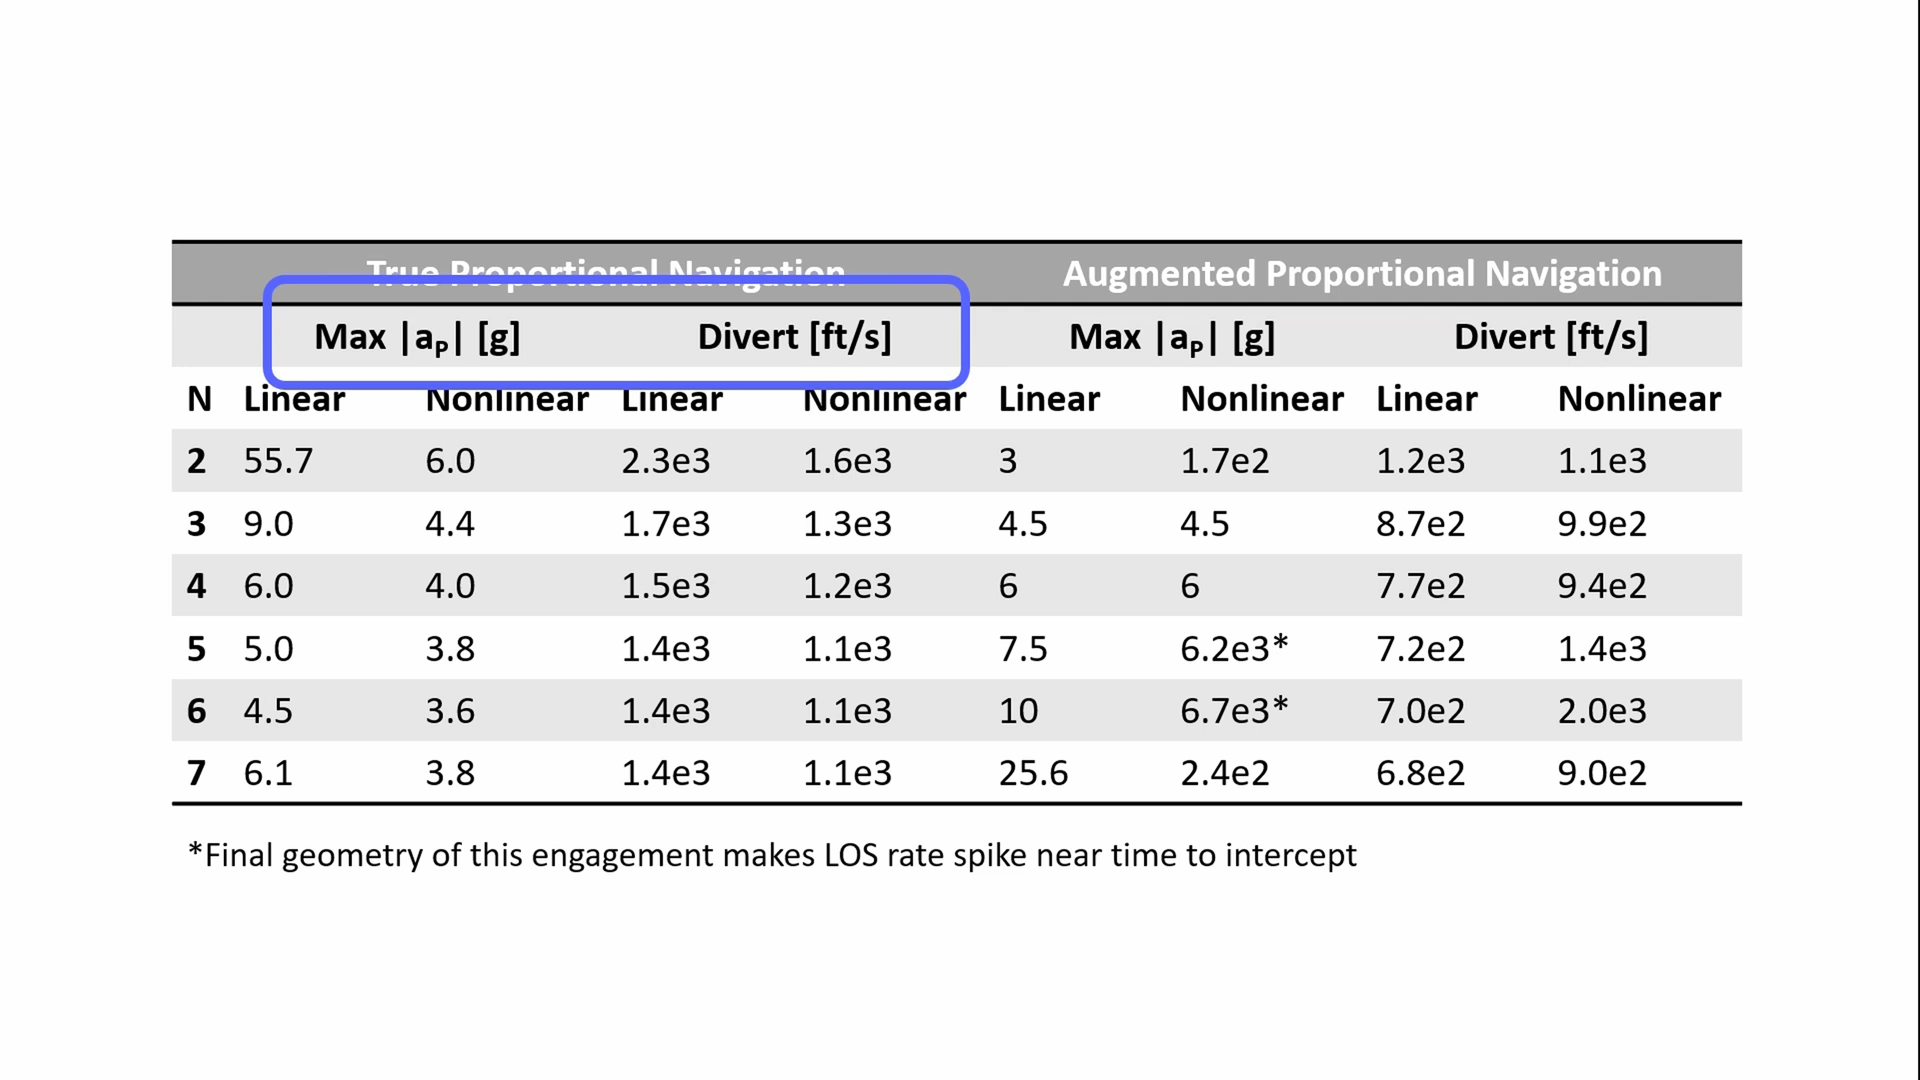 True Proportional Navigation Augmented Proportional Navigation
Max |aP| [g] Divert [ft/s] Max |aP| [g] Divert [ft/s]
N Linear Nonlinear Linear Nonlinear Linear Nonlinear Linear Nonlinear
2 55.7 6.0 2.3e3 1.6e3 3 1.7e2 1.2e3 1.1e3
3 9.0 4.4 1.7e3 1.3e3 4.5 4.5 8.7e2 9.9e2
4 6.0 4.0 1.5e3 1.2e3 6 6 7.7e2 9.4e2
5 5.0 3.8 1.4e3 1.1e3 7.5 6.2e3* 7.2e2 1.4e3
6 4.5 3.6 1.4e3 1.1e3 10 6.7e3* 7.0e2 2.0e3
7 6.1 3.8 1.4e3 1.1e3 25.6 2.4e2 6.8e2 9.0e2
*Final geometry of this engagement makes LOS rate spike near time to intercept